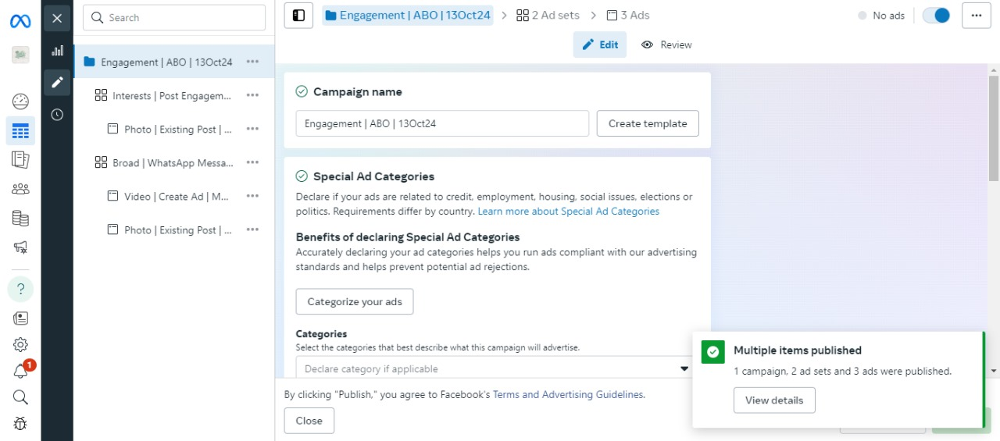 Search
Engagement | ABO | 13Oct24
2 Ad sets
3 Ads
No ads
Edit
Review
Engagement | ABO | 13Oct24
Interests | Post Engagem...
Photo | Existing Post | ...
Broad | WhatsApp Messa...
Video | Create Ad | M...
Photo | Existing Post | ...
1
Campaign name
Engagement | ABO | 13Oct24
Create template
Special Ad Categories
Declare if your ads are related to credit, employment, housing, social issues, elections or
politics. Requirements differ by country. Learn more about Special Ad Categories
Benefits of declaring Special Ad Categories
Accurately declaring your ad categories helps you run ads compliant with our advertising
standards and helps prevent potential ad rejections.
Categorize your ads
Categories
Select the categories that best describe what this campaign will advertise.
Declare category if applicable
By clicking "Publish," you agree to Facebook's Terms and Advertising Guidelines.
Close
Multiple items published
1 campaign, 2 ad sets and 3 ads were published.
View details